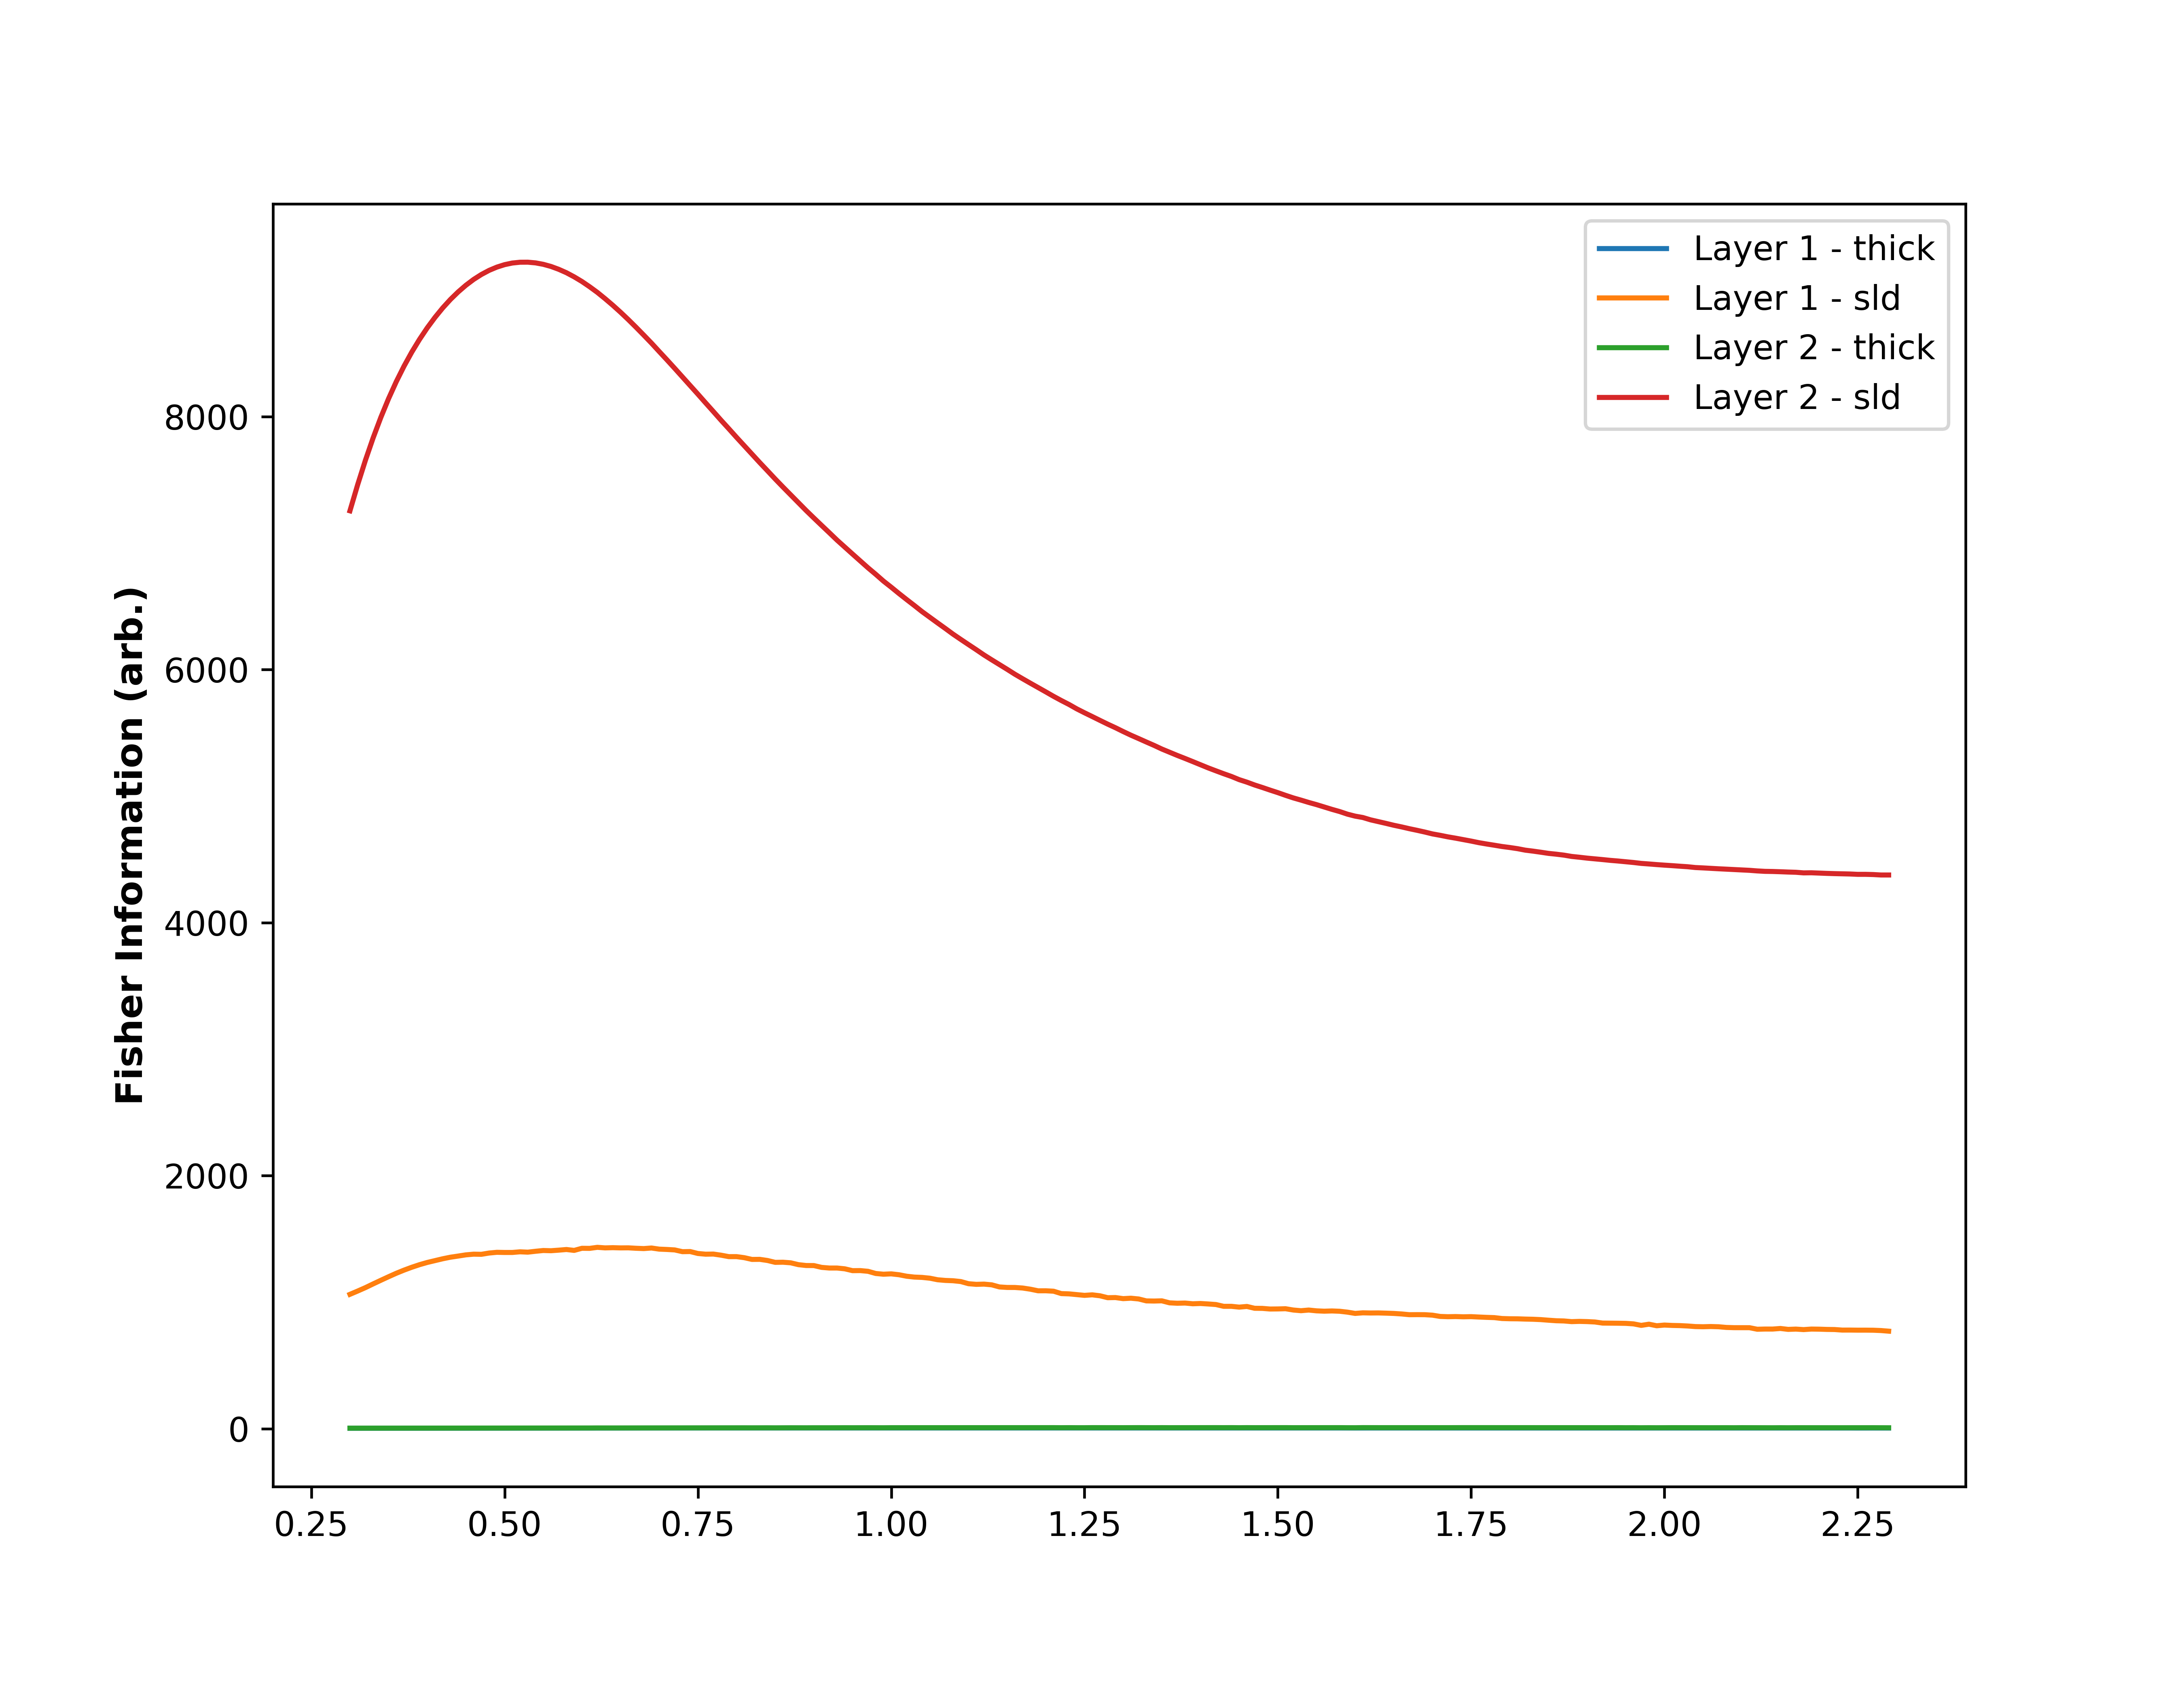 Layer 1 - thick
Layer 1 - sld
Layer 2 - thick
Layer 2 - sld
Fisher Information (arb.)
8000
6000
4000
2000
0
0.25 0.50 0.75 1.00 1.25 1.50 1.75 2.00 2.25